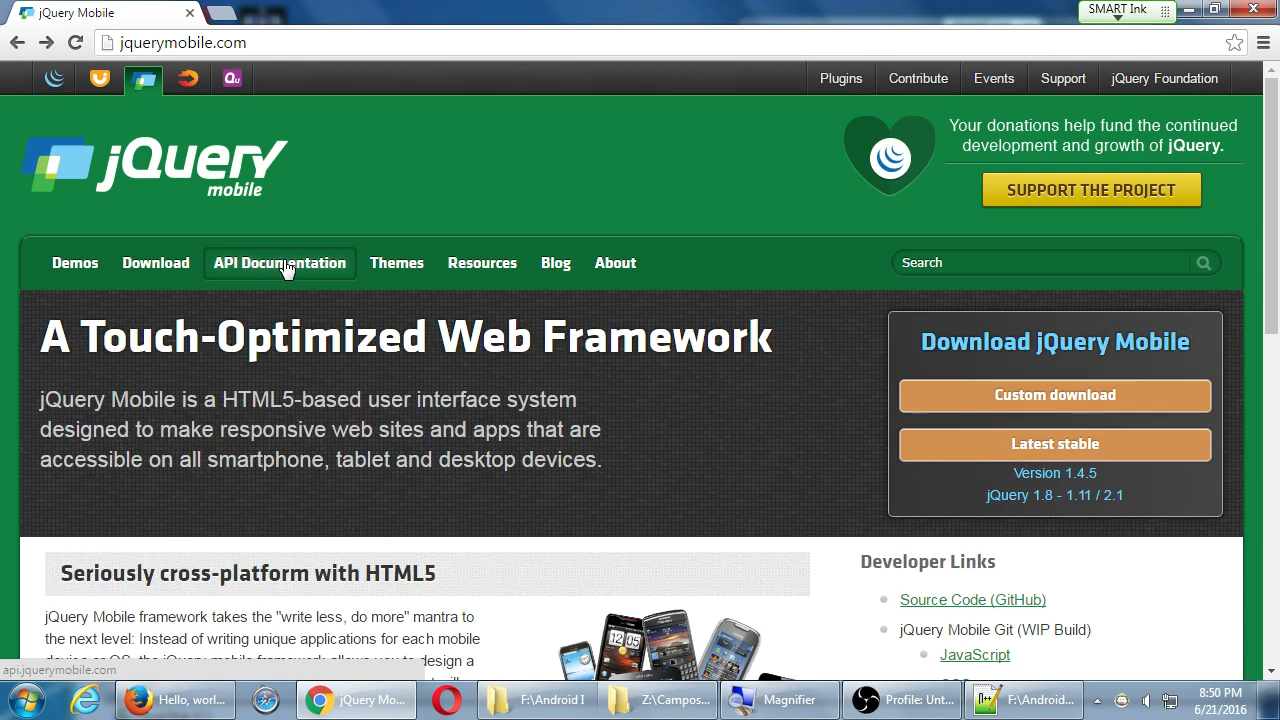 jQuery Mobile
SMART Ink
jquerymobile.com
Qu
Plugins
Contribute
Events
Support
jQuery Foundation
jQuery
mobile
Your donations help fund the continued
development and growth of jQuery.
SUPPORT THE PROJECT
Demos
Download
API Documentation
Themes
Resources
Blog
About
Search
A Touch-Optimized Web Framework
jQuery Mobile is a HTML5-based user interface system
designed to make responsive web sites and apps that are
accessible on all smartphone, tablet and desktop devices.
Download jQuery Mobile
Custom download
Latest stable
Version 1.4.5
jQuery 1.8 - 1.11 / 2.1
Seriously cross-platform with HTML5
jQuery Mobile framework takes the "write less, do more" mantra to
the next level: Instead of writing unique applications for each mobile
Developer Links
Source Code (GitHub)
jQuery Mobile Git (WIP Build)
JavaScript
api.jquerymobile.com
Hello, worl...
jQuery Mo...
F:\Android I
Z:\Campos...
Magnifier
Profile: Unt...
F:\Android...
8:50 PM
6/21/2016